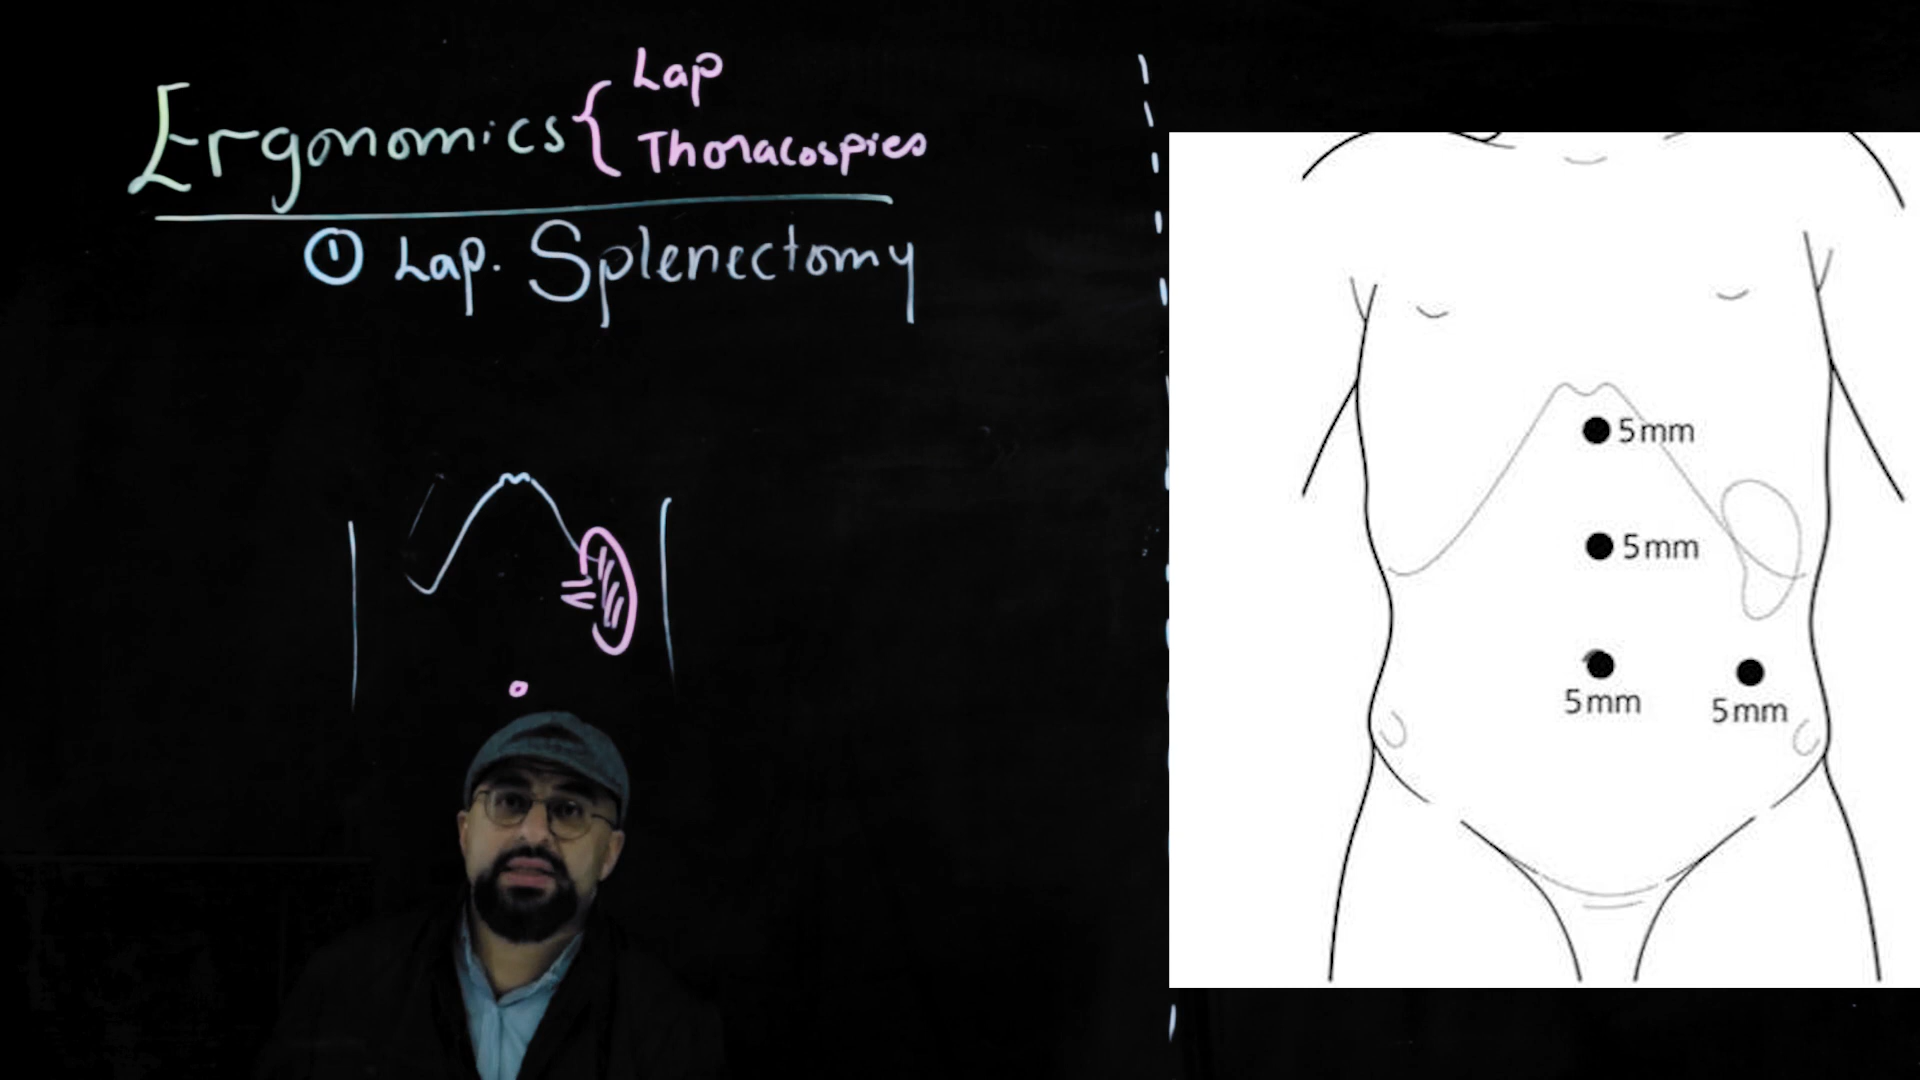 Ergonomics { Lap
Thoracospies
① Lap. Splenectomy
5mm
5mm
5mm
5mm